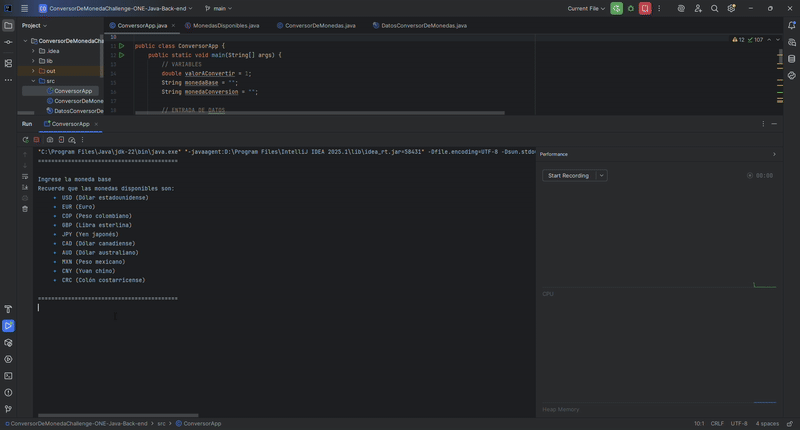 ConversorDeMonedaChallenge-ONE-Java-Back-end
main
Current File
Project
ConversorApp.java
MonedasDisponibles.java
ConversorDeMonedas.java
DatosConversorDeMonedas.java
ConversorDeMonedaCha
.idea
lib
out
src
ConversorApp
ConversorDeMone
DatosConversorDe
10
11 public class ConversorApp {
12 public static void main(String[] args) {
13 // VARIABLES
14 double valorAConvertir = 1;
15 String monedaBase = "";
16 String monedaConversion = "";
17
18 // ENTRADA DE DATOS
12 107
Run ConversorApp
"C:\Program Files\Java\jdk-22\bin\java.exe" "-javaagent:D:\Program Files\IntelliJ IDEA 2025.1\lib\idea_rt.jar=58431" -Dfile.encoding=UTF-8 -Dsun.stdou
==========================================
Ingrese la moneda base
Recuerde que las monedas disponibles son:
+ USD (Dólar estadounidense)
+ EUR (Euro)
+ COP (Peso colombiano)
+ GBP (Libra esterlina)
+ JPY (Yen japonés)
+ CAD (Dólar canadiense)
+ AUD (Dólar australiano)
+ MXN (Peso mexicano)
+ CNY (Yuan chino)
+ CRC (Colón costarricense)
==========================================
Performance
Start Recording
00:00
CPU
Heap Memory
ConversorDeMonedaChallenge-ONE-Java-Back-end > src > ConversorApp
10:1 CRLF UTF-8 4 spaces